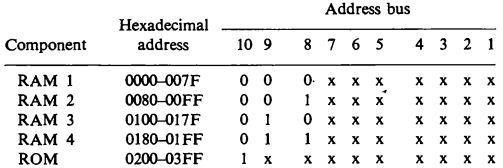 Address bus
Hexadecimal
Component address 10 9 8 7 6 5 4 3 2 1
RAM 1 0000–007F 0 0 0 x x x x x x x
RAM 2 0080–00FF 0 0 1 x x x x x x x
RAM 3 0100–017F 0 1 0 x x x x x x x
RAM 4 0180–01FF 0 1 1 x x x x x x x
ROM 0200–03FF 1 x x x x x x x x x